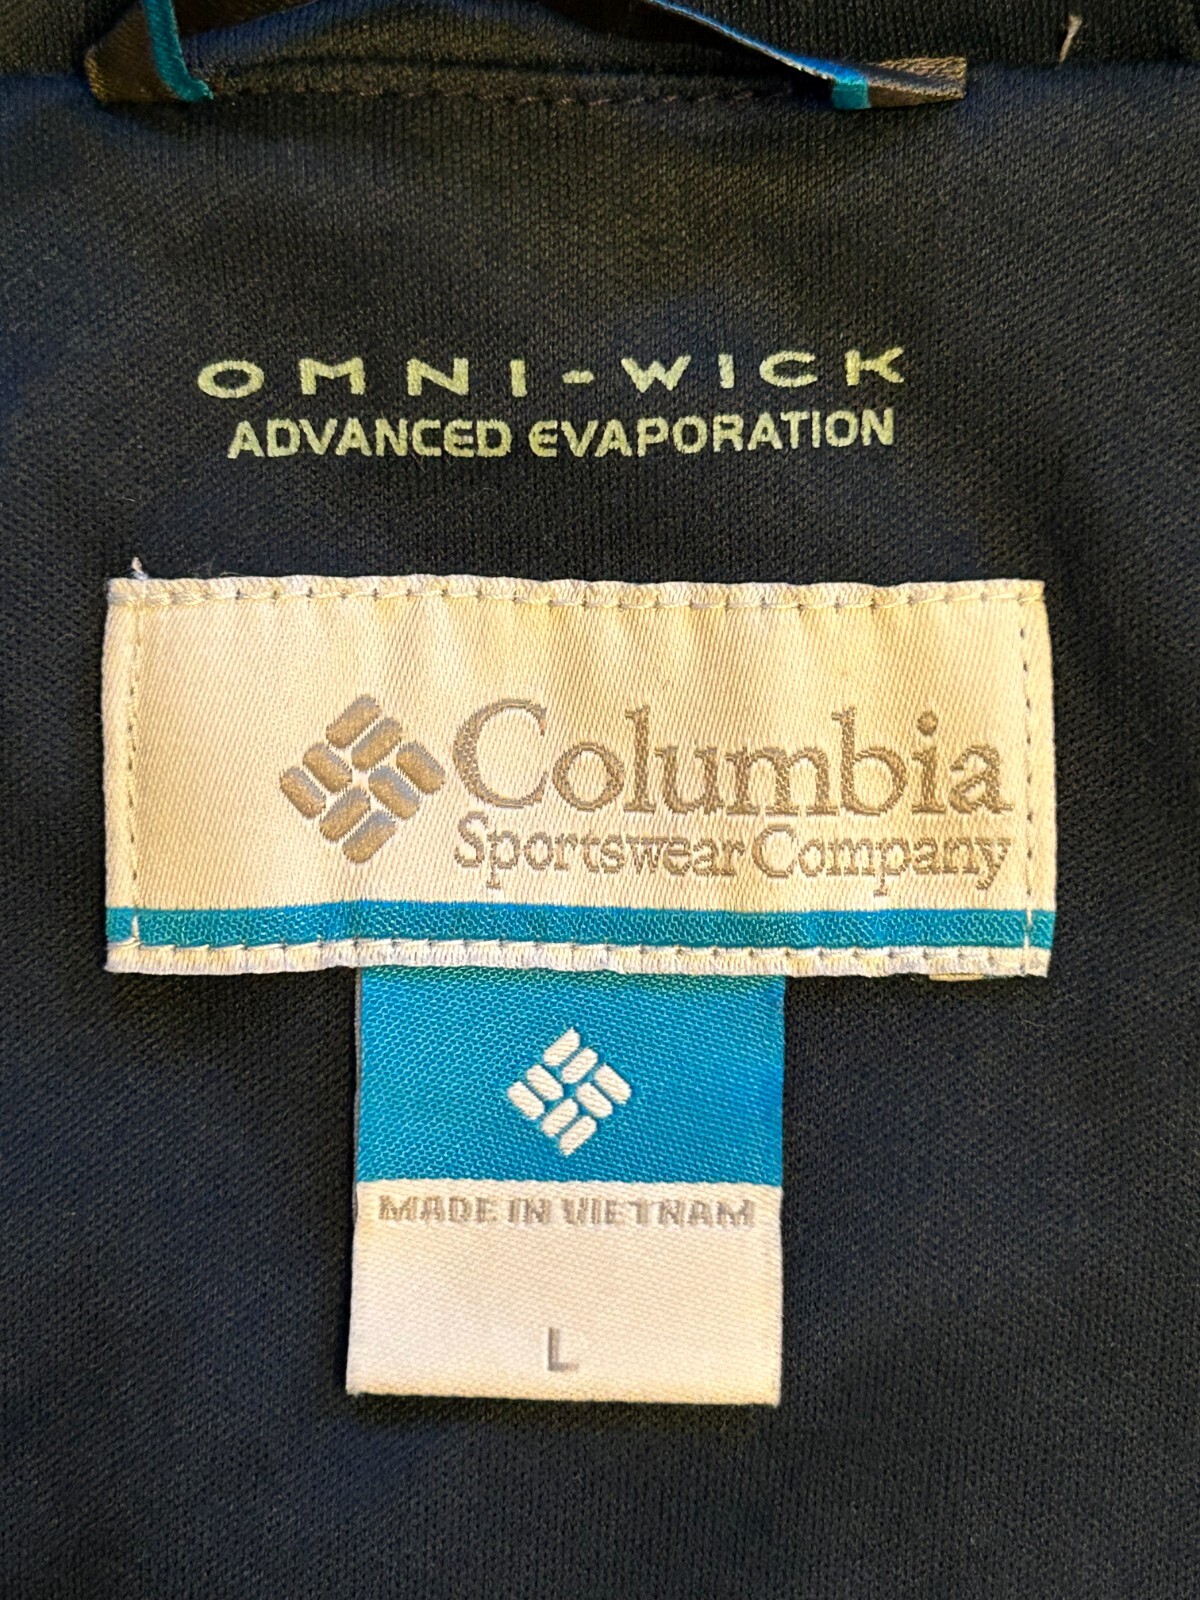 OMNI-WICK
ADVANCED EVAPORATION
Columbia
Sportswear Company
MADE IN VIETNAM
L